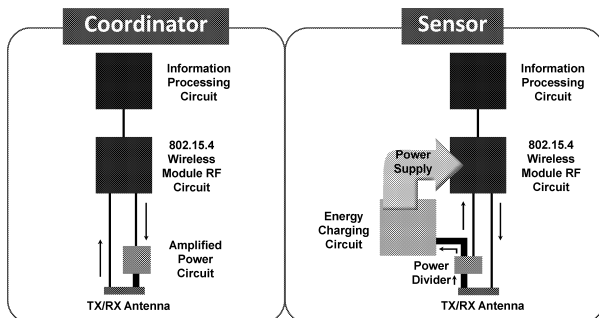 Coordinator
Information
Processing
Circuit
802.15.4
Wireless
Module RF
Circuit
Amplified
Power
Circuit
TX/RX Antenna
Sensor
Information
Processing
Circuit
802.15.4
Wireless
Module RF
Circuit
Power
Supply
Energy
Charging
Circuit
Power
Divider
TX/RX Antenna